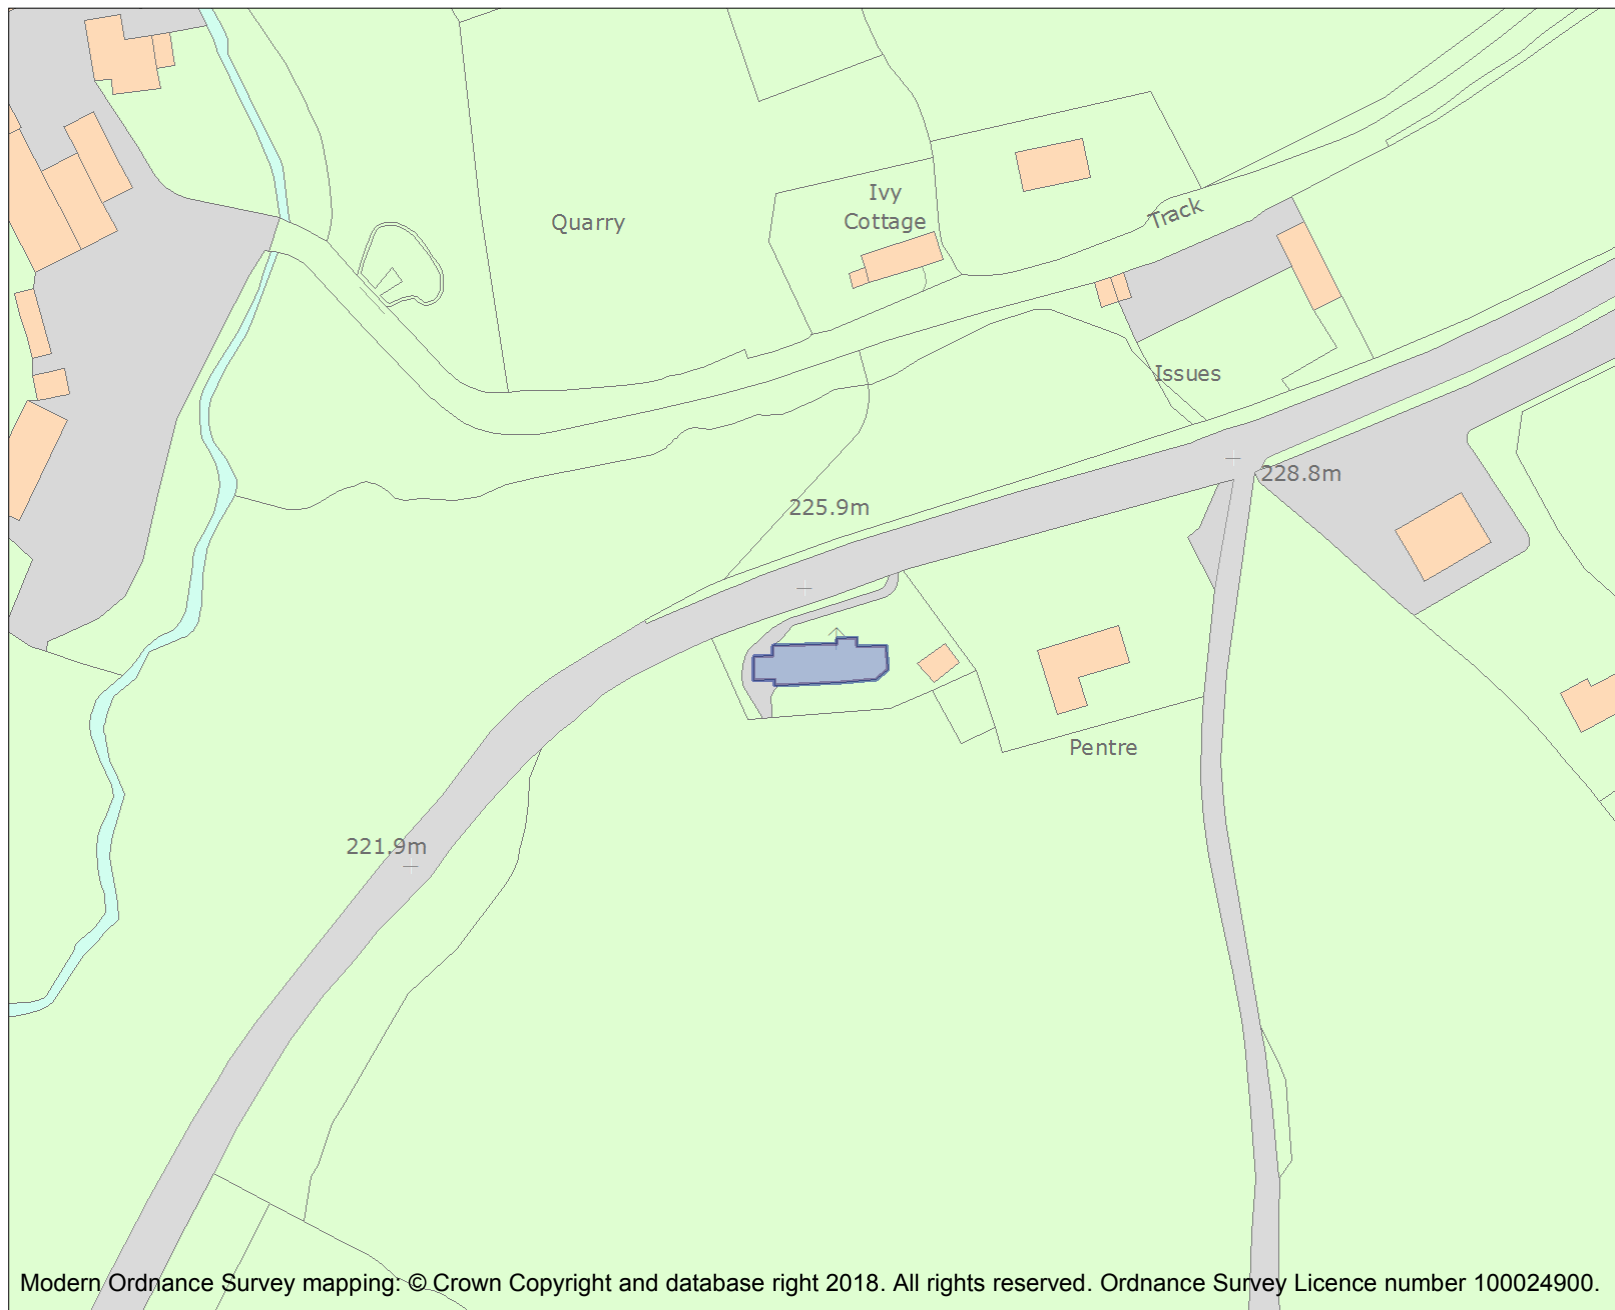 Ivy
Cottage
Quarry
Track
Issues
228.8m
225.9m
Pentre
221.9m
Modern Ordnance Survey mapping: © Crown Copyright and database right 2018. All rights reserved. Ordnance Survey Licence number 100024900.